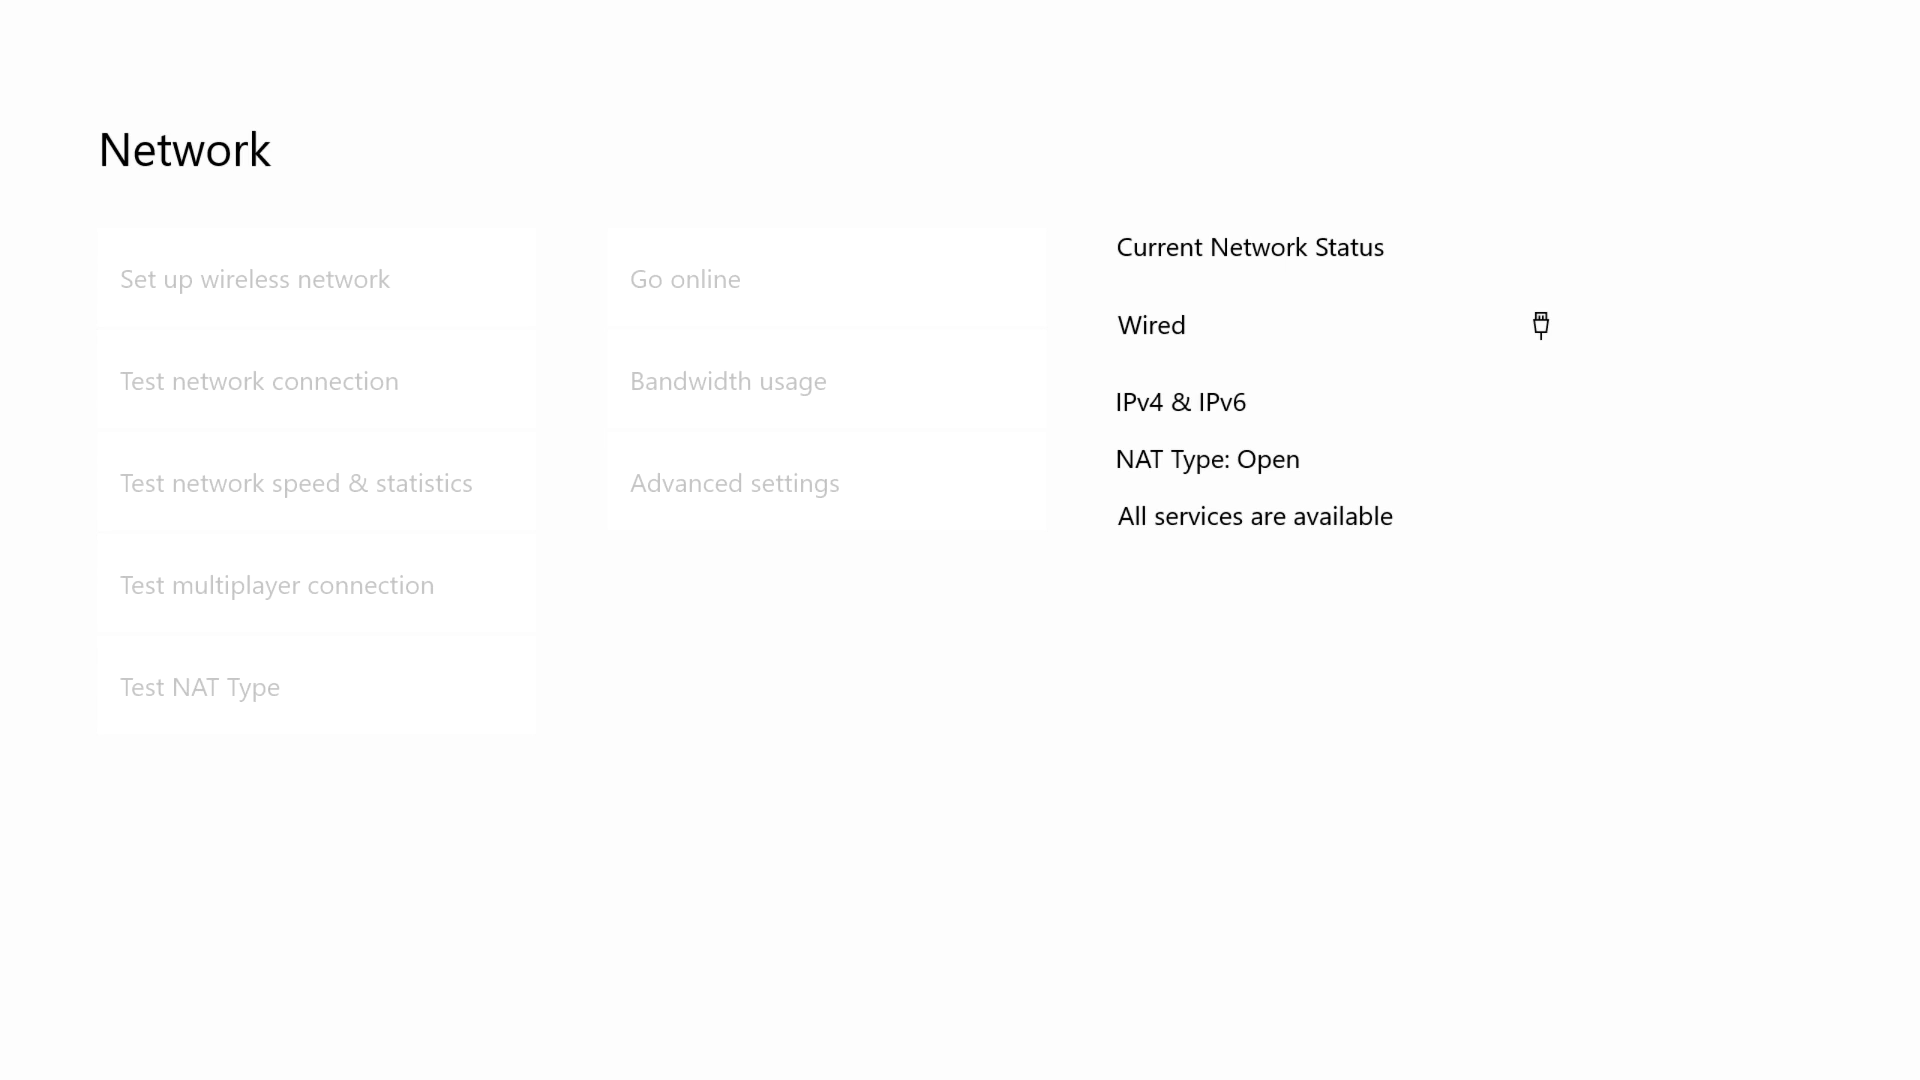 Network
Set up wireless network
Test network connection
Test network speed & statistics
Test multiplayer connection
Test NAT Type
Go online
Bandwidth usage
Advanced settings
Current Network Status
Wired
IPv4 & IPv6
NAT Type: Open
All services are available